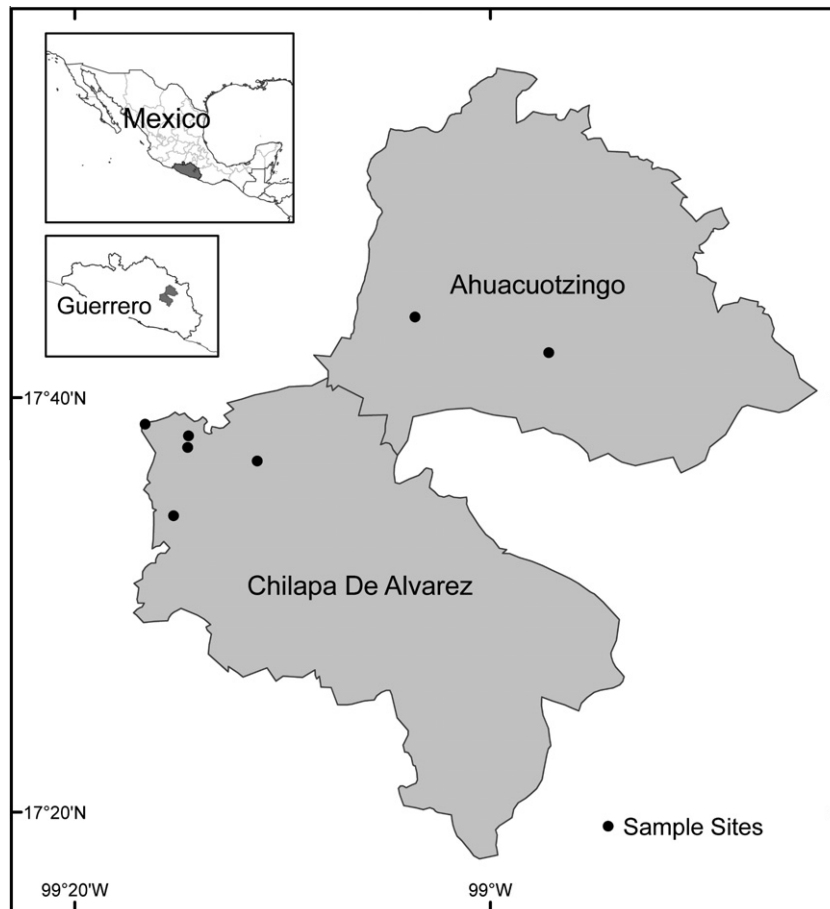 Mexico
Guerrero
Ahuacuotzingo
17°40'N
Chilapa De Alvarez
17°20'N
Sample Sites
99°20'W
99°W